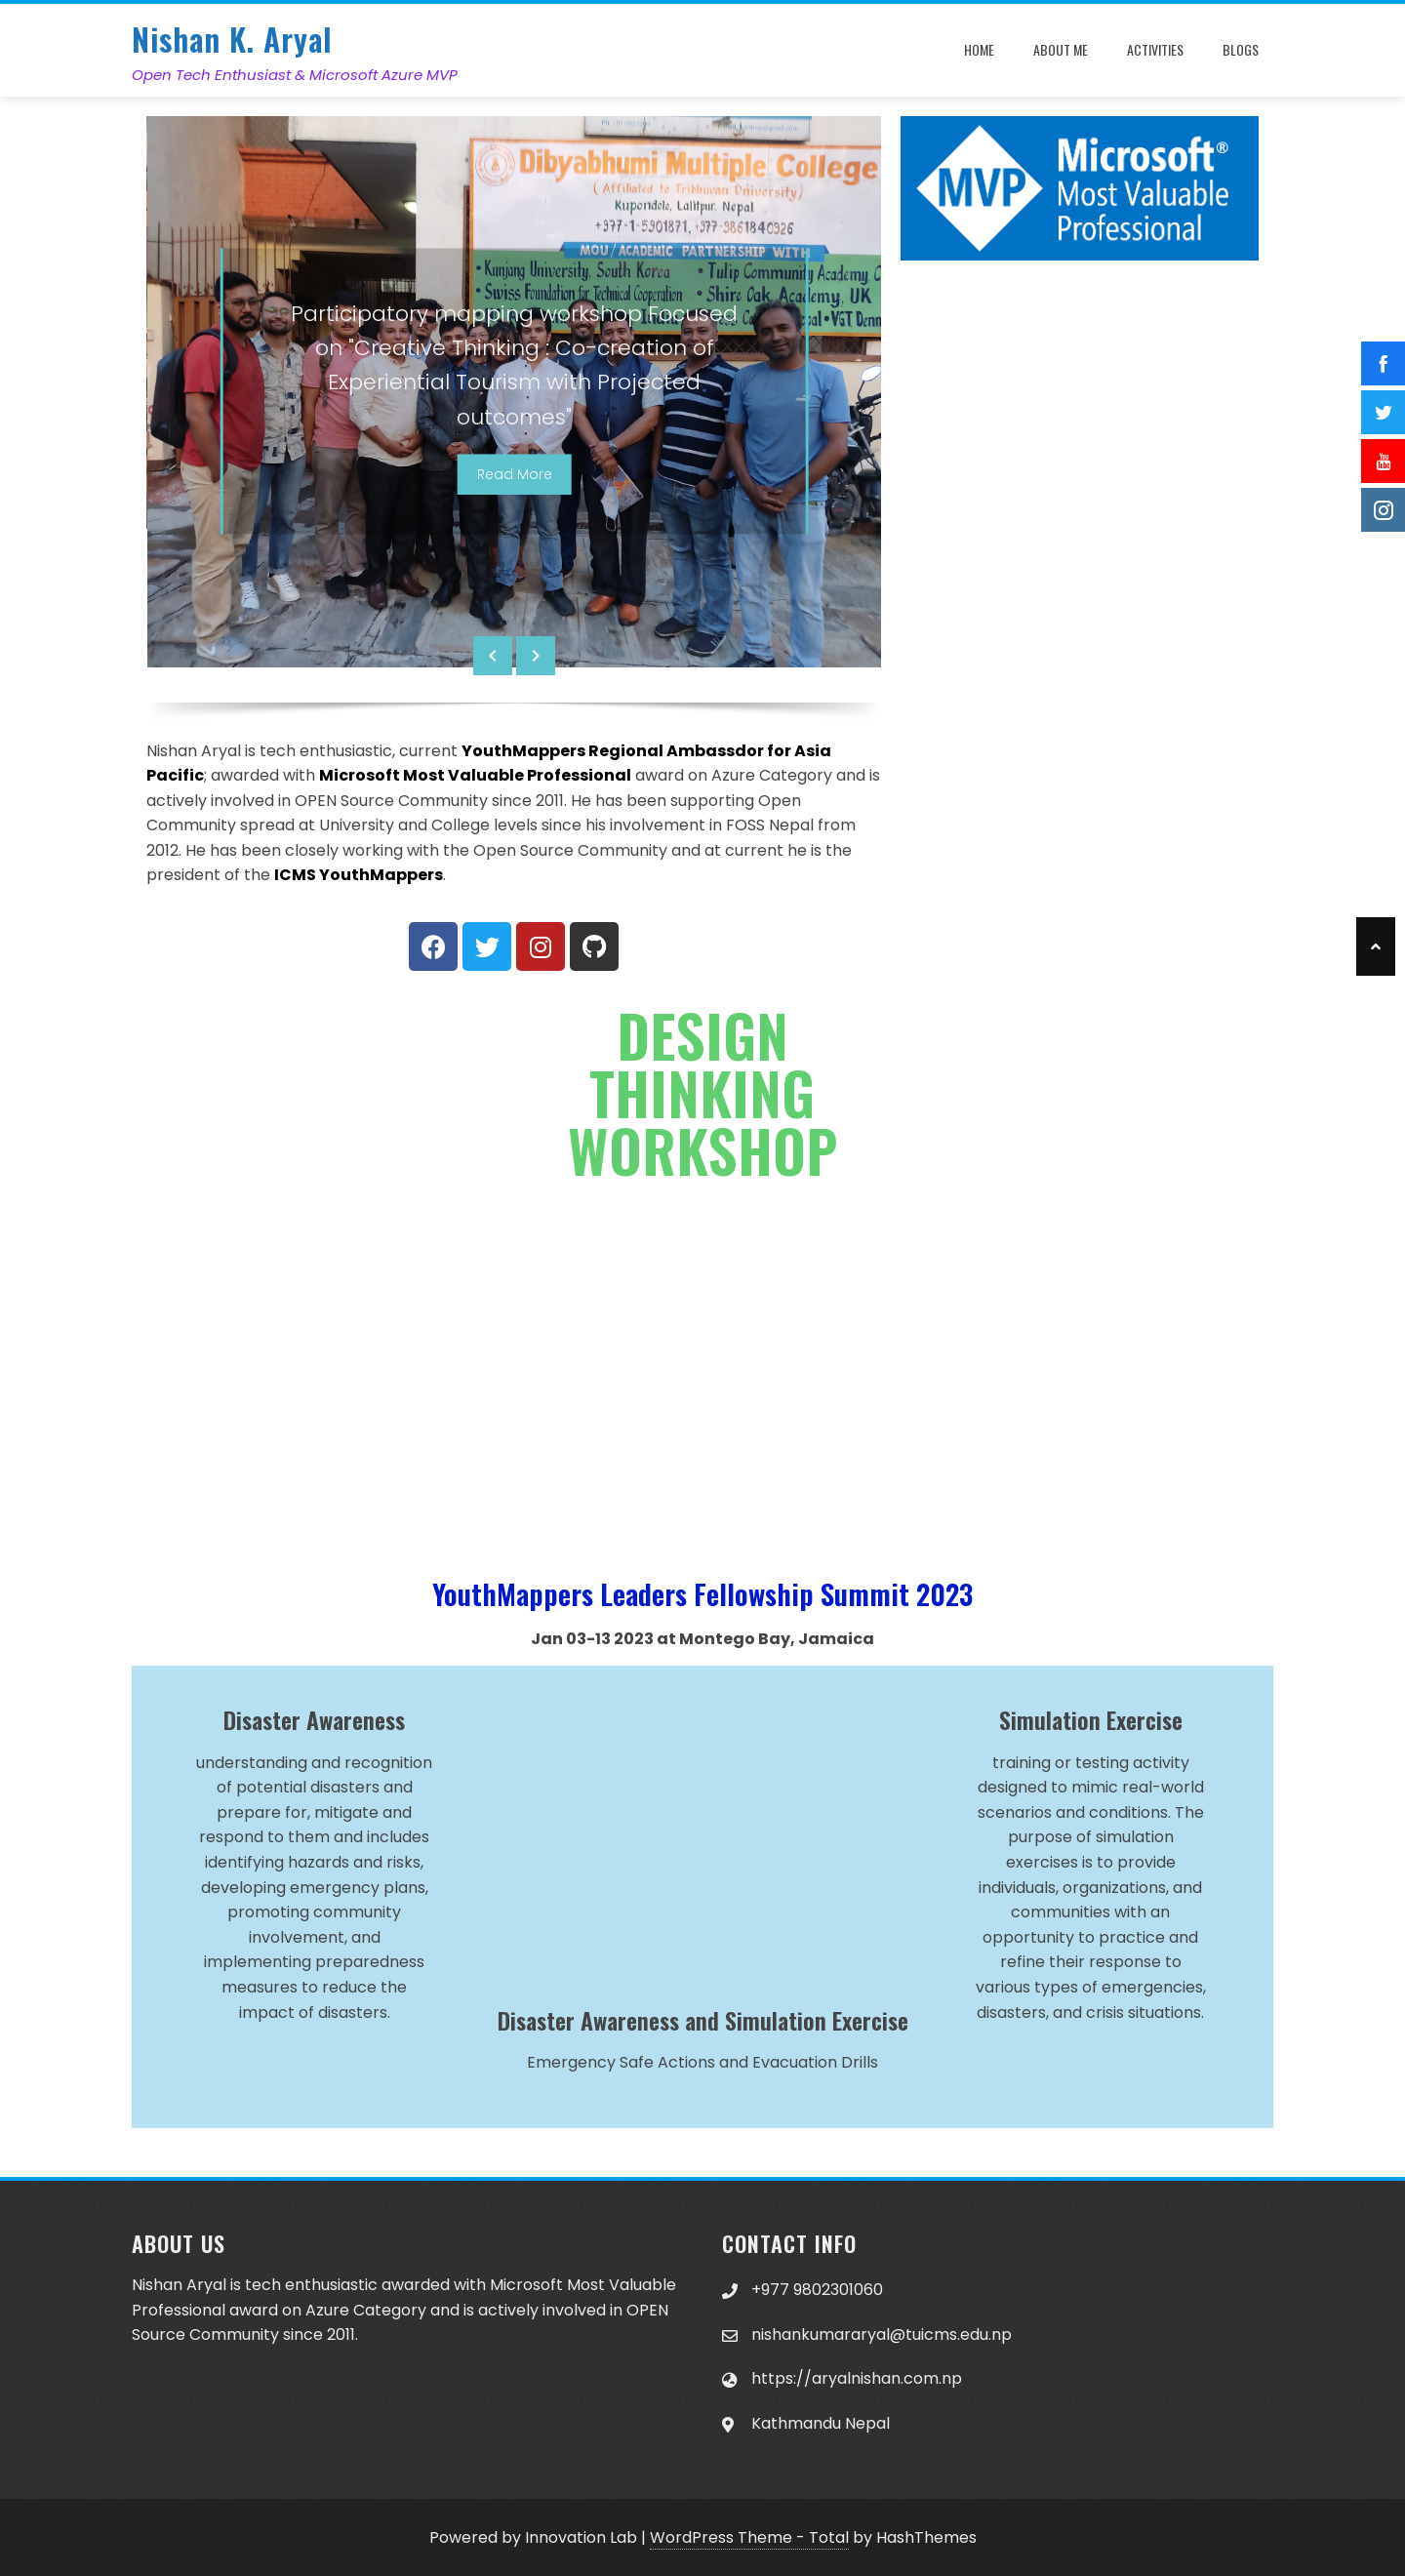 Nishan K. Aryal
Open Tech Enthusiast & Microsoft Azure MVP
HOME
ABOUT ME
ACTIVITIES
BLOGS
Dibyabhumi Multiple College
( Affiliated to Tribhuvan University )
Kupondole, Lalitpur, Nepal
+977-1-5901871, +977-9861840926
MOU / ACADEMIC PARTNERSHIP WITH
• Kunjang University, South Korea
• Tulip Community Academy,
• Swiss Foundation for Technical Cooperation
• Shire Oak Academy, UK
• VGT
Participatory mapping workshop Focused
on "Creative Thinking : Co-creation of
Experiential Tourism with Projected
outcomes"
Read More
MVP
Microsoft®
Most Valuable
Professional
Nishan Aryal is tech enthusiastic, current YouthMappers Regional Ambassdor for Asia
Pacific; awarded with Microsoft Most Valuable Professional award on Azure Category and is
actively involved in OPEN Source Community since 2011. He has been supporting Open
Community spread at University and College levels since his involvement in FOSS Nepal from
2012. He has been closely working with the Open Source Community and at current he is the
president of the ICMS YouthMappers.
DESIGN
THINKING
WORKSHOP
YouthMappers Leaders Fellowship Summit 2023
Jan 03-13 2023 at Montego Bay, Jamaica
Disaster Awareness
understanding and recognition
of potential disasters and
prepare for, mitigate and
respond to them and includes
identifying hazards and risks,
developing emergency plans,
promoting community
involvement, and
implementing preparedness
measures to reduce the
impact of disasters.
Disaster Awareness and Simulation Exercise
Emergency Safe Actions and Evacuation Drills
Simulation Exercise
training or testing activity
designed to mimic real-world
scenarios and conditions. The
purpose of simulation
exercises is to provide
individuals, organizations, and
communities with an
opportunity to practice and
refine their response to
various types of emergencies,
disasters, and crisis situations.
ABOUT US
Nishan Aryal is tech enthusiastic awarded with Microsoft Most Valuable
Professional award on Azure Category and is actively involved in OPEN
Source Community since 2011.
CONTACT INFO
+977 9802301060
nishankumararyal@tuicms.edu.np
https://aryalnishan.com.np
Kathmandu Nepal
Powered by Innovation Lab | WordPress Theme - Total by HashThemes